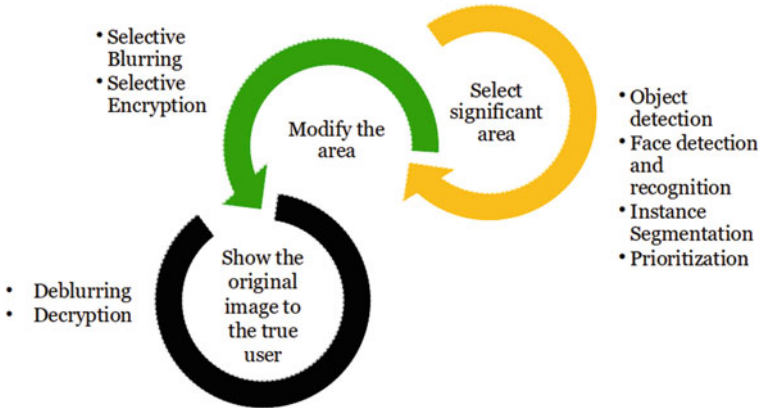 • Selective
Blurring
• Selective
Encryption
Select
significant
area
Modify the
area
• Object
detection
• Face detection
and
recognition
• Instance
Segmentation
• Prioritization
Show the
original
image to
the true
user
• Deblurring
• Decryption